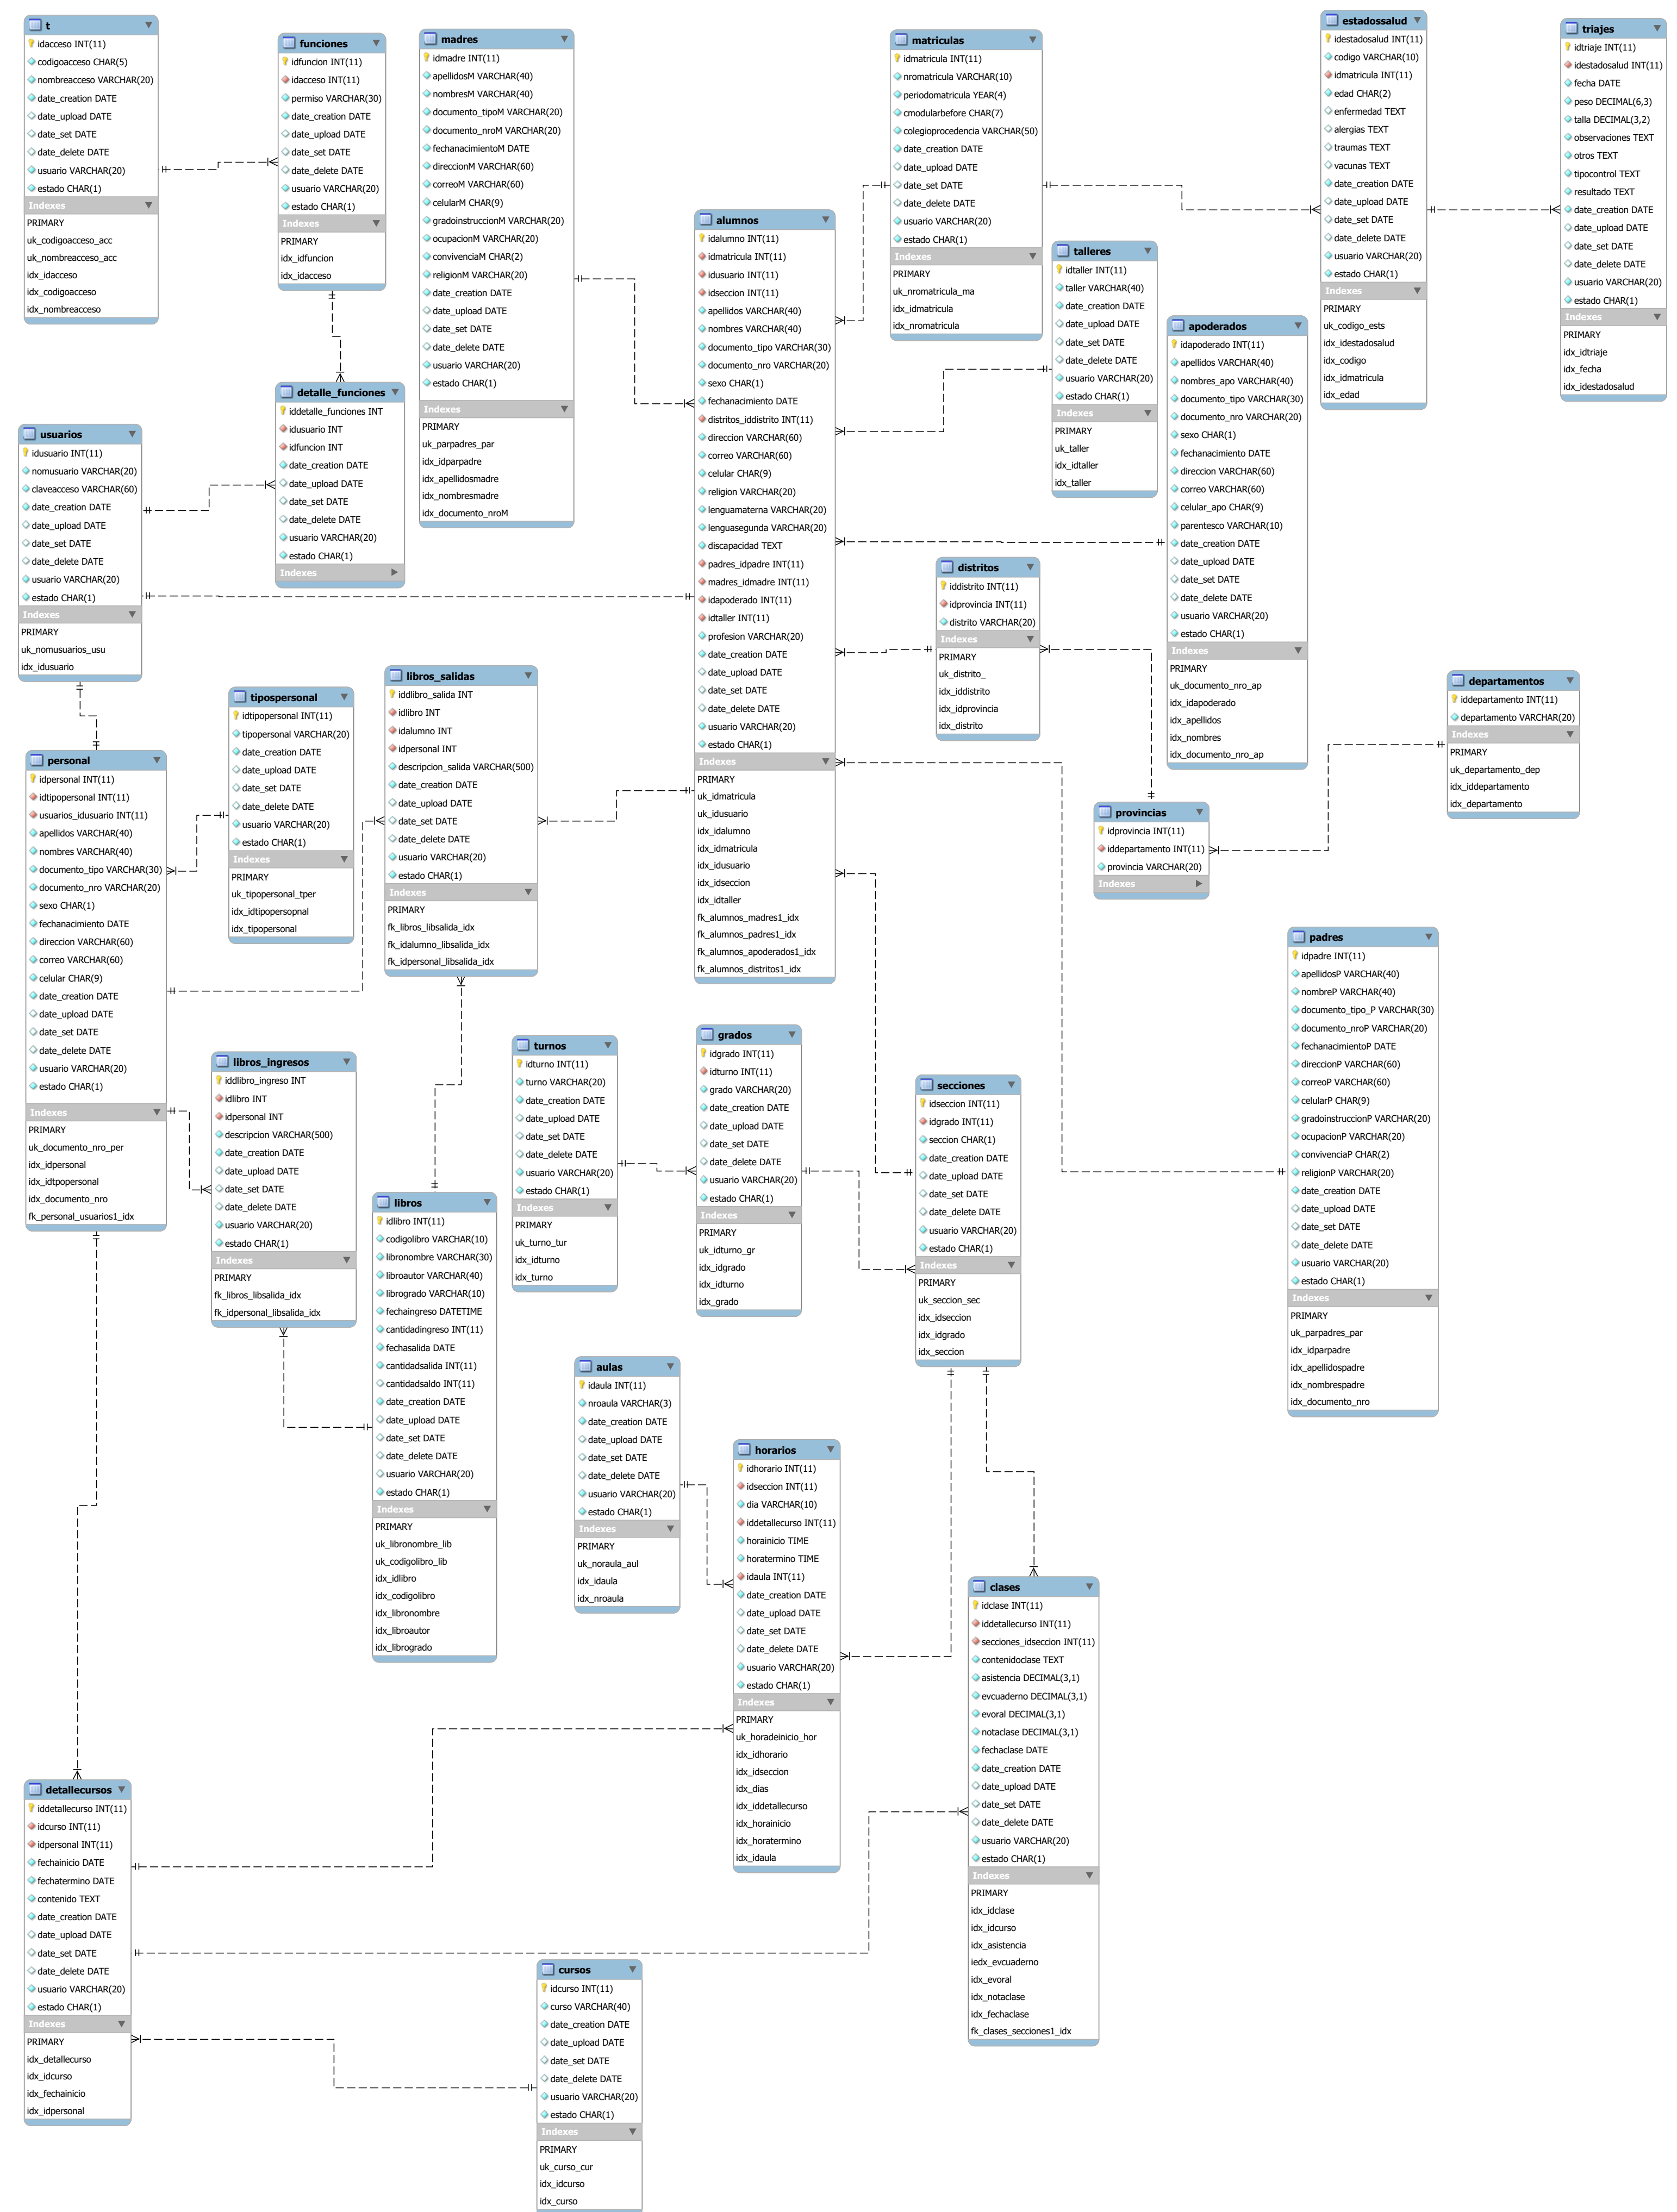 t
idacceso INT(11)
codigoacceso CHAR(5)
nombreacceso VARCHAR(20)
date_creation DATE
date_upload DATE
date_set DATE
date_delete DATE
usuario VARCHAR(20)
estado CHAR(1)
Indexes
PRIMARY
uk_codigoacceso_acc
uk_nombreacceso_acc
idx_idacceso
idx_codigoacceso
idx_nombreacceso
funciones
idfuncion INT(11)
idacceso INT(11)
permiso VARCHAR(30)
date_creation DATE
date_upload DATE
date_set DATE
date_delete DATE
usuario VARCHAR(20)
estado CHAR(1)
Indexes
PRIMARY
idx_idfuncion
idx_idacceso
madres
idmadre INT(11)
apellidosM VARCHAR(40)
nombresM VARCHAR(40)
documento_tipoM VARCHAR(20)
documento_nroM VARCHAR(20)
fechanacimientoM DATE
direccionM VARCHAR(60)
correoM VARCHAR(60)
celularM CHAR(9)
gradoinstruccionM VARCHAR(20)
ocupacionM VARCHAR(20)
convivenciaM CHAR(2)
religionM VARCHAR(20)
date_creation DATE
date_upload DATE
date_set DATE
date_delete DATE
usuario VARCHAR(20)
estado CHAR(1)
Indexes
PRIMARY
uk_parpadres_par
idx_idparpadre
idx_apellidosmadre
idx_nombresmadre
idx_documento_nroM
matriculas
idmatricula INT(11)
nromatricula VARCHAR(10)
periodomatricula YEAR(4)
cmodularbefore CHAR(7)
colegioprocedencia VARCHAR(50)
date_creation DATE
date_upload DATE
date_set DATE
date_delete DATE
usuario VARCHAR(20)
estado CHAR(1)
Indexes
PRIMARY
uk_nromatricula_ma
idx_idmatricula
idx_nromatricula
estadossalud
idestadosalud INT(11)
codigo VARCHAR(10)
idmatricula INT(11)
edad CHAR(2)
enfermedad TEXT
alergias TEXT
traumas TEXT
vacunas TEXT
date_creation DATE
date_upload DATE
date_set DATE
date_delete DATE
usuario VARCHAR(20)
estado CHAR(1)
Indexes
PRIMARY
uk_codigo_ests
idx_idestadosalud
idx_codigo
idx_idmatricula
idx_edad
triajes
idtriaje INT(11)
idestadosalud INT(11)
fecha DATE
peso DECIMAL(6,3)
talla DECIMAL(3,2)
observaciones TEXT
otros TEXT
tipocontrol TEXT
resultado TEXT
date_creation DATE
date_upload DATE
date_set DATE
date_delete DATE
usuario VARCHAR(20)
estado CHAR(1)
Indexes
PRIMARY
idx_idtriaje
idx_fecha
idx_idestadosalud
alumnos
idalumno INT(11)
idmatricula INT(11)
idusuario INT(11)
idseccion INT(11)
apellidos VARCHAR(40)
nombres VARCHAR(40)
documento_tipo VARCHAR(30)
documento_nro VARCHAR(20)
sexo CHAR(1)
fechanacimiento DATE
distritos_iddistrito INT(11)
direccion VARCHAR(60)
correo VARCHAR(60)
celular CHAR(9)
religion VARCHAR(20)
lenguamaterna VARCHAR(20)
lenguasegunda VARCHAR(20)
discapacidad TEXT
padres_idpadre INT(11)
madres_idmadre INT(11)
idapoderado INT(11)
idtaller INT(11)
profesion VARCHAR(20)
date_creation DATE
date_upload DATE
date_set DATE
date_delete DATE
usuario VARCHAR(20)
estado CHAR(1)
Indexes
PRIMARY
uk_idmatricula
uk_idusuario
idx_idalumno
idx_idmatricula
idx_idusuario
idx_idseccion
idx_idtaller
fk_alumnos_madres1_idx
fk_alumnos_padres1_idx
fk_alumnos_apoderados1_idx
fk_alumnos_distritos1_idx
talleres
idtaller INT(11)
taller VARCHAR(40)
date_creation DATE
date_upload DATE
date_set DATE
date_delete DATE
usuario VARCHAR(20)
estado CHAR(1)
Indexes
PRIMARY
uk_taller
idx_idtaller
idx_taller
apoderados
idapoderado INT(11)
apellidos VARCHAR(40)
nombres_apo VARCHAR(40)
documento_tipo VARCHAR(30)
documento_nro VARCHAR(20)
sexo CHAR(1)
fechanacimiento DATE
direccion VARCHAR(60)
correo VARCHAR(60)
celular_apo CHAR(9)
parentesco VARCHAR(10)
date_creation DATE
date_upload DATE
date_set DATE
date_delete DATE
usuario VARCHAR(20)
estado CHAR(1)
Indexes
PRIMARY
uk_documento_nro_ap
idx_idapoderado
idx_apellidos
idx_nombres
idx_documento_nro_ap
detalle_funciones
iddetalle_funciones INT
idusuario INT
idfuncion INT
date_creation DATE
date_upload DATE
date_set DATE
date_delete DATE
usuario VARCHAR(20)
estado CHAR(1)
Indexes
usuarios
idusuario INT(11)
nomusuario VARCHAR(20)
claveacceso VARCHAR(60)
date_creation DATE
date_upload DATE
date_set DATE
date_delete DATE
usuario VARCHAR(20)
estado CHAR(1)
Indexes
PRIMARY
uk_nomusuarios_usu
idx_idusuario
distritos
iddistrito INT(11)
idprovincia INT(11)
distrito VARCHAR(20)
Indexes
PRIMARY
uk_distrito_
idx_iddistrito
idx_idprovincia
idx_distrito
departamentos
iddepartamento INT(11)
departamento VARCHAR(20)
Indexes
PRIMARY
uk_departamento_dep
idx_iddepartamento
idx_departamento
libros_salidas
iddlibro_salida INT
idlibro INT
idalumno INT
idpersonal INT
descripcion_salida VARCHAR(500)
date_creation DATE
date_upload DATE
date_set DATE
date_delete DATE
usuario VARCHAR(20)
estado CHAR(1)
Indexes
PRIMARY
fk_libros_libsalida_idx
fk_idalumno_libsalida_idx
fk_idpersonal_libsalida_idx
tipospersonal
idtipopersonal INT(11)
tipopersonal VARCHAR(20)
date_creation DATE
date_upload DATE
date_set DATE
date_delete DATE
usuario VARCHAR(20)
estado CHAR(1)
Indexes
PRIMARY
uk_tipopersonal_tper
idx_idtipopersopnal
idx_tipopersonal
personal
idpersonal INT(11)
idtipopersonal INT(11)
usuarios_idusuario INT(11)
apellidos VARCHAR(40)
nombres VARCHAR(40)
documento_tipo VARCHAR(30)
documento_nro VARCHAR(20)
sexo CHAR(1)
fechanacimiento DATE
direccion VARCHAR(60)
correo VARCHAR(60)
celular CHAR(9)
date_creation DATE
date_upload DATE
date_set DATE
date_delete DATE
usuario VARCHAR(20)
estado CHAR(1)
Indexes
PRIMARY
uk_documento_nro_per
idx_idpersonal
idx_idtpopersonal
idx_documento_nro
fk_personal_usuarios1_idx
provincias
idprovincia INT(11)
iddepartamento INT(11)
provincia VARCHAR(20)
Indexes
padres
idpadre INT(11)
apellidosP VARCHAR(40)
nombreP VARCHAR(40)
documento_tipo_P VARCHAR(30)
documento_nroP VARCHAR(20)
fechanacimientoP DATE
direccionP VARCHAR(60)
correoP VARCHAR(60)
celularP CHAR(9)
gradoinstruccionP VARCHAR(20)
ocupacionP VARCHAR(20)
convivenciaP CHAR(2)
religionP VARCHAR(20)
date_creation DATE
date_upload DATE
date_set DATE
date_delete DATE
usuario VARCHAR(20)
estado CHAR(1)
Indexes
PRIMARY
uk_parpadres_par
idx_idparpadre
idx_apellidospadre
idx_nombrespadre
idx_documento_nro
libros_ingresos
iddlibro_ingreso INT
idlibro INT
idpersonal INT
descripcion VARCHAR(500)
date_creation DATE
date_upload DATE
date_set DATE
date_delete DATE
usuario VARCHAR(20)
estado CHAR(1)
Indexes
PRIMARY
fk_libros_libsalida_idx
fk_idpersonal_libsalida_idx
turnos
idturno INT(11)
turno VARCHAR(20)
date_creation DATE
date_upload DATE
date_set DATE
date_delete DATE
usuario VARCHAR(20)
estado CHAR(1)
Indexes
PRIMARY
uk_turno_tur
idx_idturno
idx_turno
grados
idgrado INT(11)
idturno INT(11)
grado VARCHAR(20)
date_creation DATE
date_upload DATE
date_set DATE
date_delete DATE
usuario VARCHAR(20)
estado CHAR(1)
Indexes
PRIMARY
uk_idturno_gr
idx_idgrado
idx_idturno
idx_grado
secciones
idseccion INT(11)
idgrado INT(11)
seccion CHAR(1)
date_creation DATE
date_upload DATE
date_set DATE
date_delete DATE
usuario VARCHAR(20)
estado CHAR(1)
Indexes
PRIMARY
uk_seccion_sec
idx_idseccion
idx_idgrado
idx_seccion
libros
idlibro INT(11)
codigolibro VARCHAR(10)
libronombre VARCHAR(30)
libroautor VARCHAR(40)
librogrado VARCHAR(10)
fechaingreso DATETIME
cantidadingreso INT(11)
fechasalida DATE
cantidadsalida INT(11)
cantidadsaldo INT(11)
date_creation DATE
date_upload DATE
date_set DATE
date_delete DATE
usuario VARCHAR(20)
estado CHAR(1)
Indexes
PRIMARY
uk_libronombre_lib
uk_codigolibro_lib
idx_idlibro
idx_codigolibro
idx_libronombre
idx_libroautor
idx_librogrado
aulas
idaula INT(11)
nroaula VARCHAR(3)
date_creation DATE
date_upload DATE
date_set DATE
date_delete DATE
usuario VARCHAR(20)
estado CHAR(1)
Indexes
PRIMARY
uk_noraula_aul
idx_idaula
idx_nroaula
horarios
idhorario INT(11)
idseccion INT(11)
dia VARCHAR(10)
iddetallecurso INT(11)
horainicio TIME
horatermino TIME
idaula INT(11)
date_creation DATE
date_upload DATE
date_set DATE
date_delete DATE
usuario VARCHAR(20)
estado CHAR(1)
Indexes
PRIMARY
uk_horadeinicio_hor
idx_idhorario
idx_idseccion
idx_dias
idx_iddetallecurso
idx_horainicio
idx_horatermino
idx_idaula
clases
idclase INT(11)
iddetallecurso INT(11)
secciones_idseccion INT(11)
contenidoclase TEXT
asistencia DECIMAL(3,1)
evcuaderno DECIMAL(3,1)
evoral DECIMAL(3,1)
notaclase DECIMAL(3,1)
fechaclase DATE
date_creation DATE
date_upload DATE
date_set DATE
date_delete DATE
usuario VARCHAR(20)
estado CHAR(1)
Indexes
PRIMARY
idx_idclase
idx_idcurso
idx_asistencia
iedx_evcuaderno
idx_evoral
idx_notaclase
idx_fechaclase
fk_clases_secciones1_idx
detallecursos
iddetallecurso INT(11)
idcurso INT(11)
idpersonal INT(11)
fechainicio DATE
fechatermino DATE
contenido TEXT
date_creation DATE
date_upload DATE
date_set DATE
date_delete DATE
usuario VARCHAR(20)
estado CHAR(1)
Indexes
PRIMARY
idx_detallecurso
idx_idcurso
idx_fechainicio
idx_idpersonal
cursos
idcurso INT(11)
curso VARCHAR(40)
date_creation DATE
date_upload DATE
date_set DATE
date_delete DATE
usuario VARCHAR(20)
estado CHAR(1)
Indexes
PRIMARY
uk_curso_cur
idx_idcurso
idx_curso